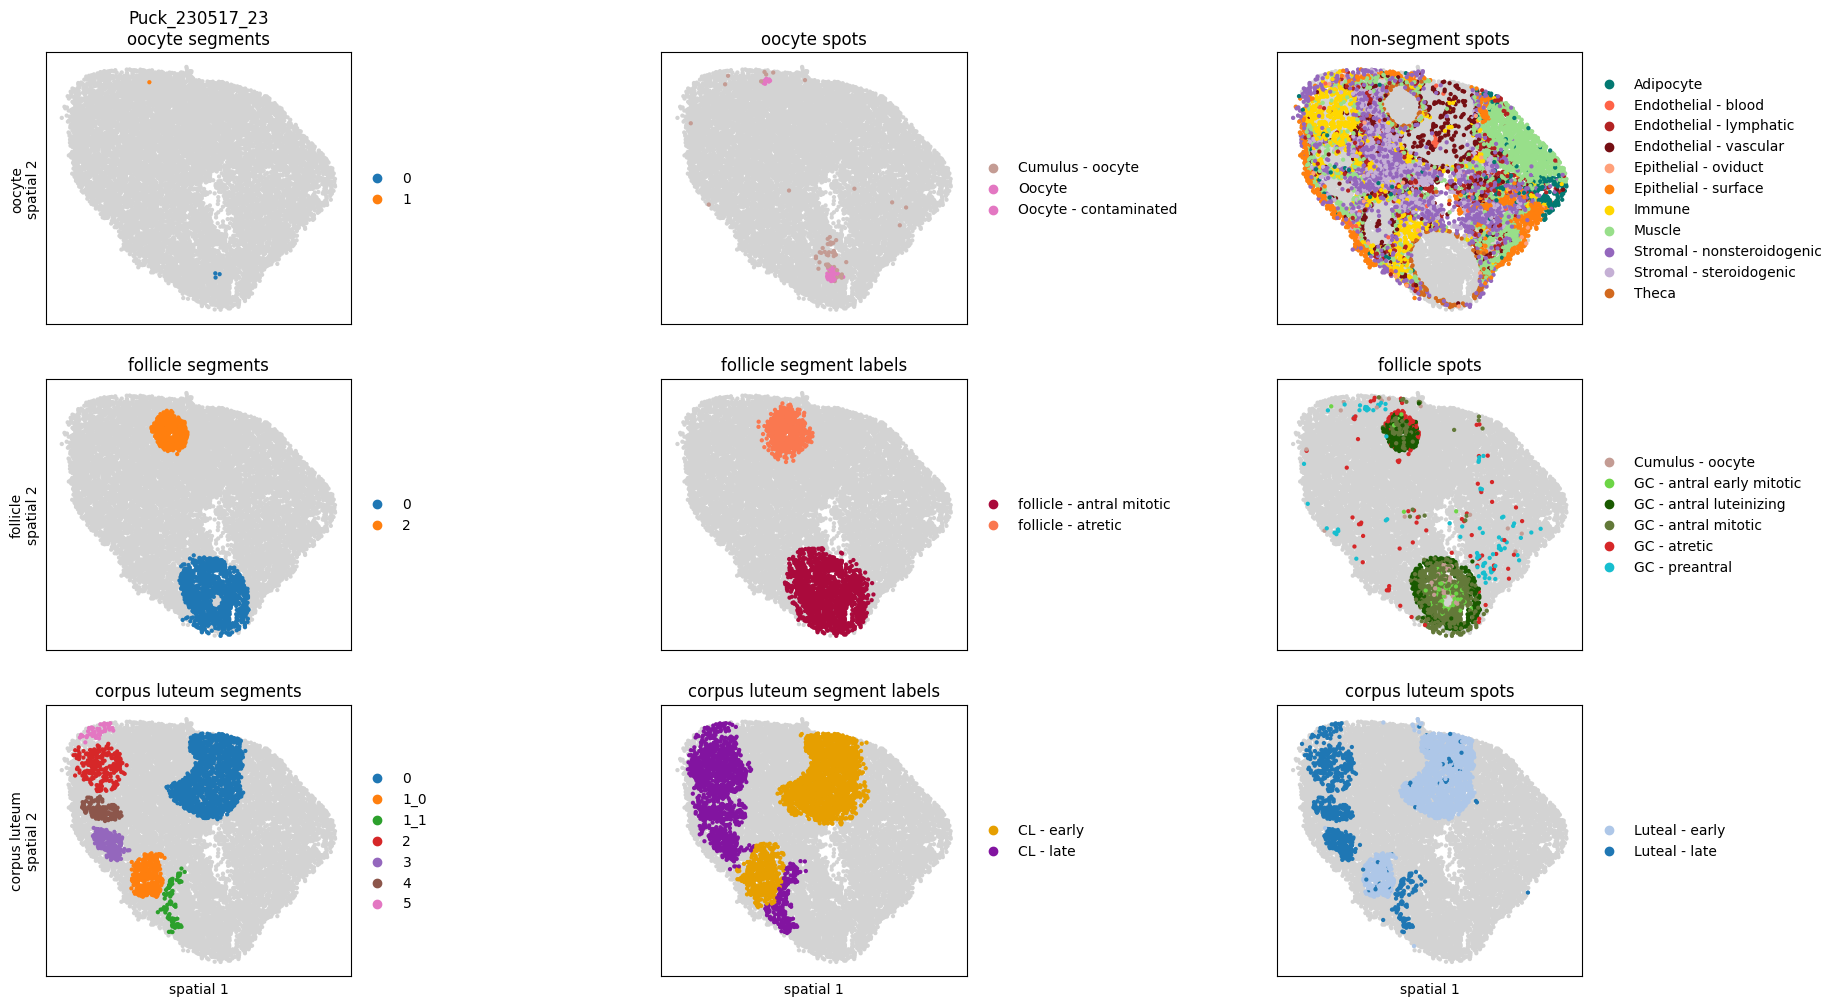 Puck_230517_23
oocyte segments
oocyte spots
non-segment spots
oocyte
spatial 2
0
1
Cumulus - oocyte
Oocyte
Oocyte - contaminated
Adipocyte
Endothelial - blood
Endothelial - lymphatic
Endothelial - vascular
Epithelial - oviduct
Epithelial - surface
Immune
Muscle
Stromal - nonsteroidogenic
Stromal - steroidogenic
Theca
follicle segments
follicle segment labels
follicle spots
follicle
spatial 2
0
2
follicle - antral mitotic
follicle - atretic
Cumulus - oocyte
GC - antral early mitotic
GC - antral luteinizing
GC - antral mitotic
GC - atretic
GC - preantral
corpus luteum segments
corpus luteum segment labels
corpus luteum spots
corpus luteum
spatial 2
0
1_0
1_1
2
3
4
5
CL - early
CL - late
Luteal - early
Luteal - late
spatial 1
spatial 1
spatial 1